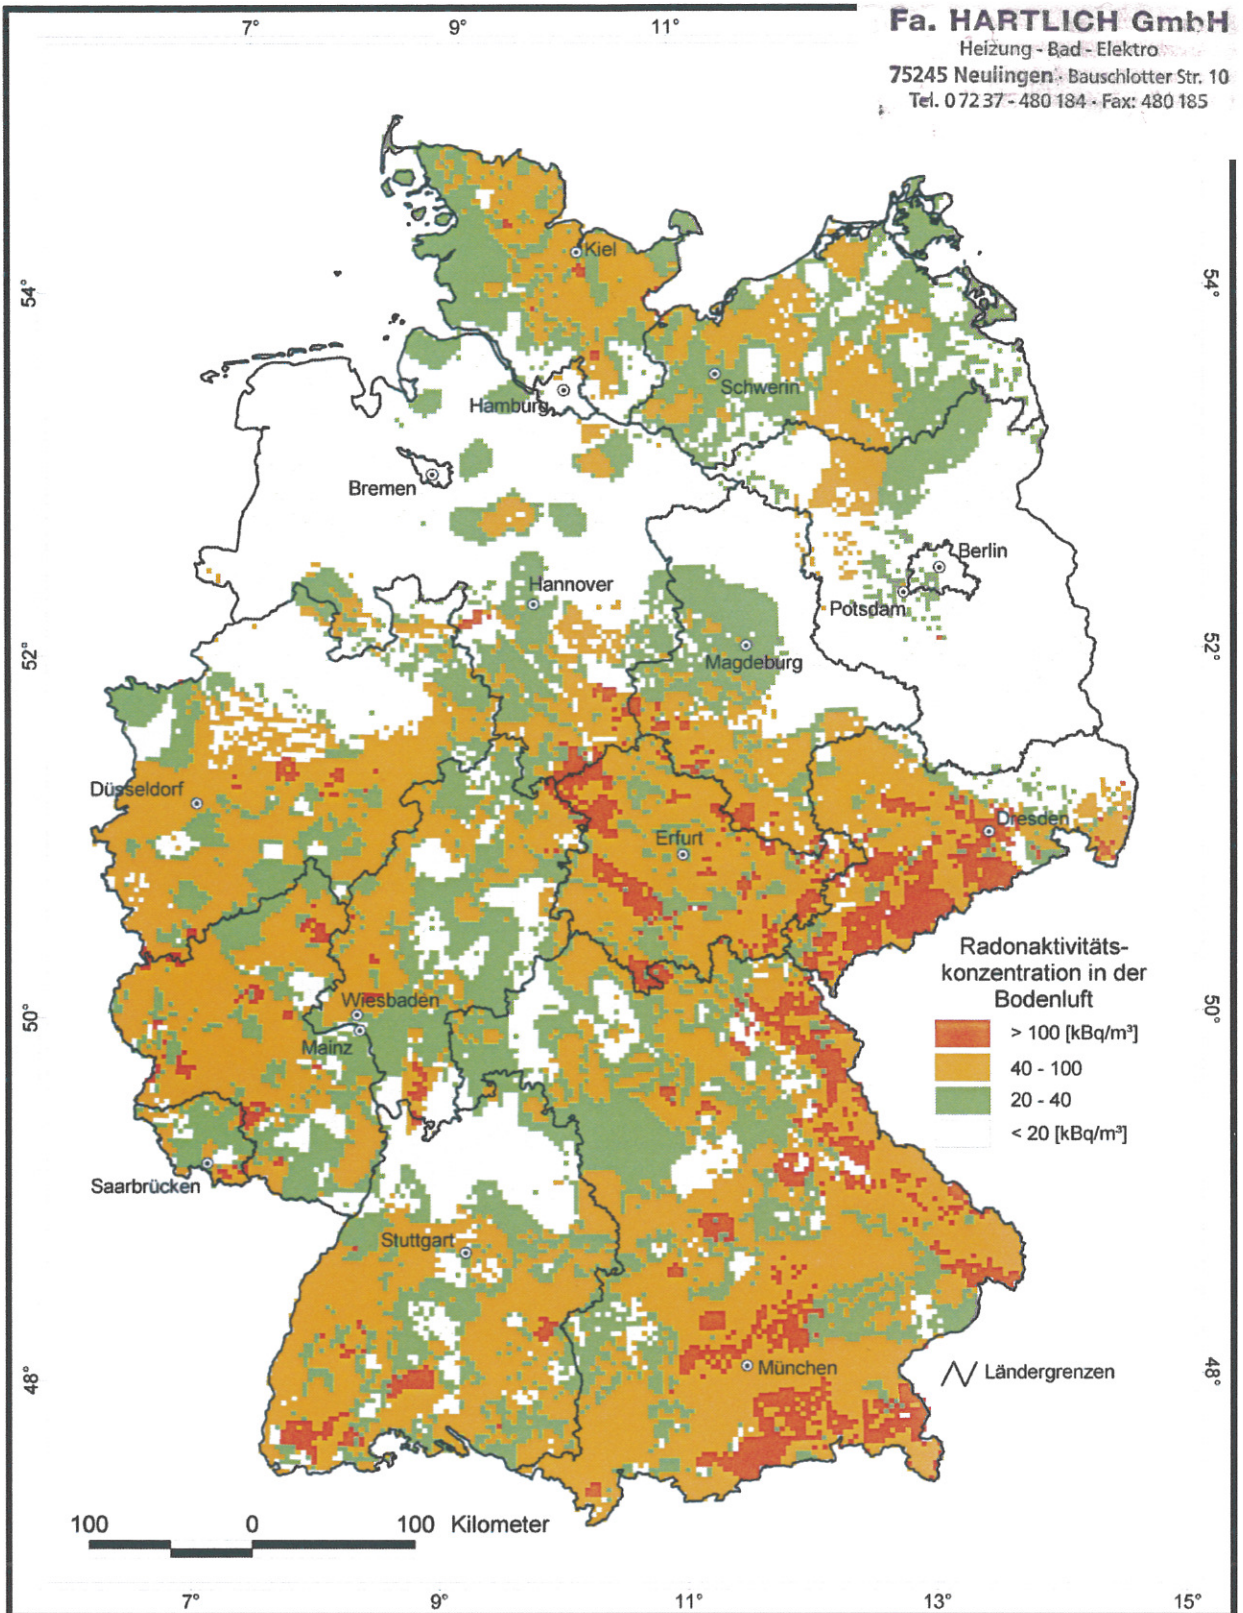 Fa. HARTLICH GmbH
Heizung - Bad - Elektro
75245 Neulingen · Bauschlotter Str. 10
Tel. 0 72 37 - 480 184 · Fax: 480 185
7° 9° 11°
54° 54°
52° 52°
50° 50°
48° 48°
Kiel
Schwerin
Hamburg
Bremen
Berlin
Hannover
Potsdam
Magdeburg
Düsseldorf
Dresden
Erfurt
Wiesbaden
Mainz
Saarbrücken
Stuttgart
München
Radonaktivitäts-
konzentration in der
Bodenluft
> 100 [kBq/m³]
40 - 100
20 - 40
< 20 [kBq/m³]
Ländergrenzen
100 0 100 Kilometer
7° 9° 11° 13° 15°